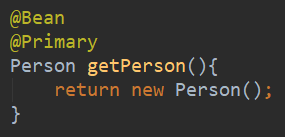 @Bean
@Primary
Person getPerson(){
    return new Person();
}